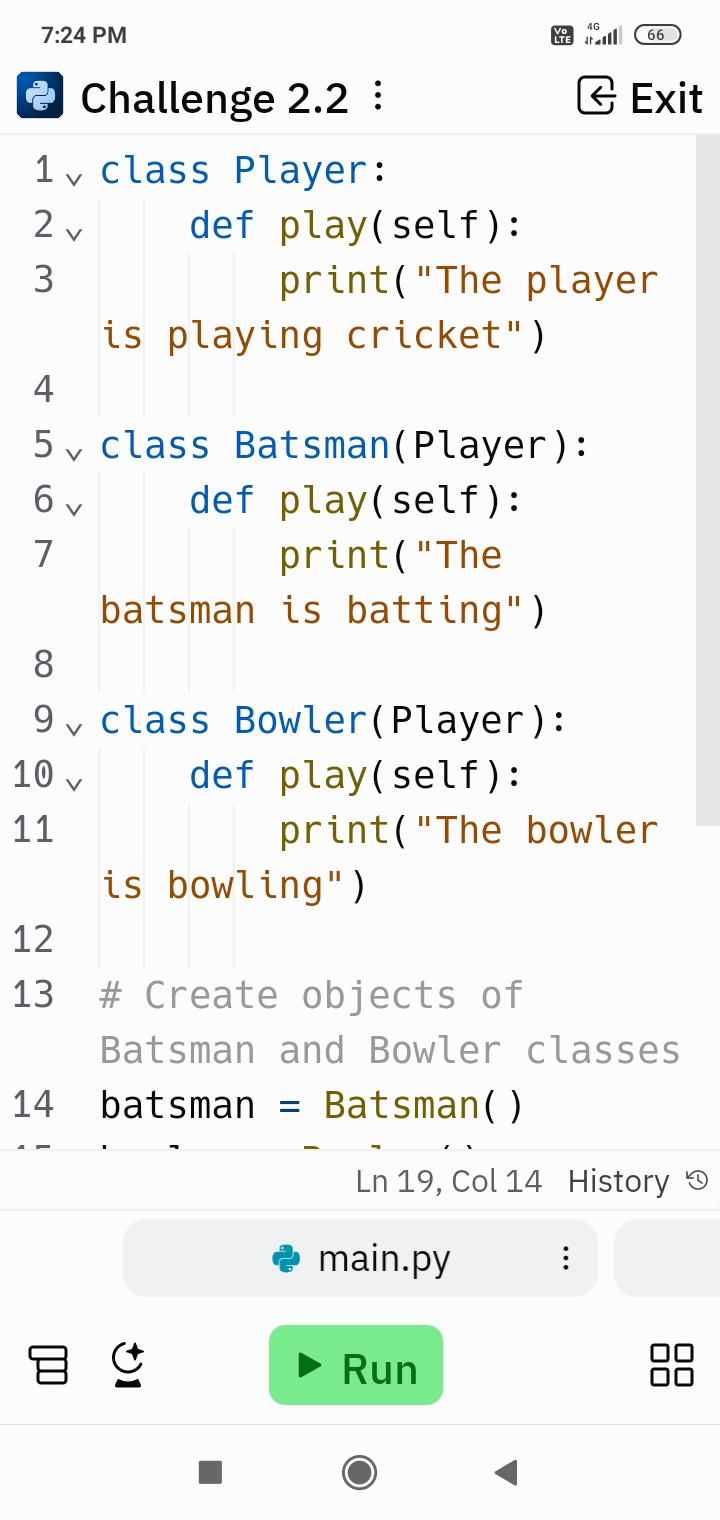 7:24 PM
Vo LTE 4G 66
Challenge 2.2
Exit
1 class Player:
2     def play(self):
3         print("The player
is playing cricket")
4
5 class Batsman(Player):
6     def play(self):
7         print("The
batsman is batting")
8
9 class Bowler(Player):
10     def play(self):
11         print("The bowler
is bowling")
12
13 # Create objects of
Batsman and Bowler classes
14 batsman = Batsman()
Ln 19, Col 14 History
main.py
Run